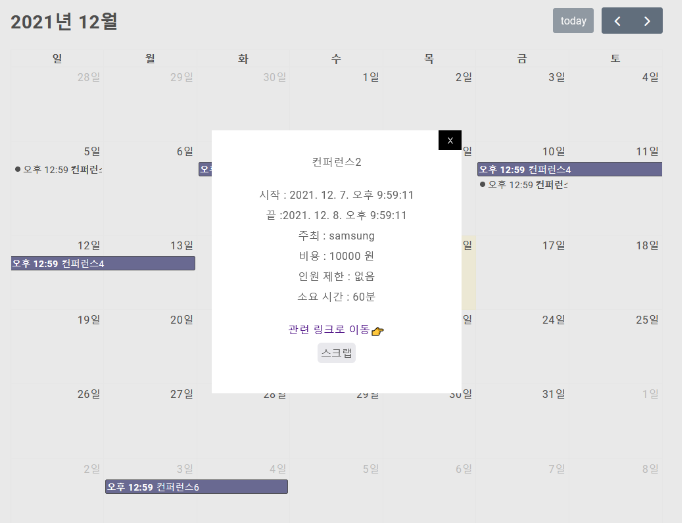 2021년 12월
today
일 월 화 수 목 금 토
28일 29일 30일 1일 2일 3일 4일
5일 6일 일 10일 11일
오후 12:59 컨퍼런스
오
오후 12:59 컨퍼런스4
오후 12:59 컨퍼런스
X
컨퍼런스2
시작 : 2021. 12. 7. 오후 9:59:11
끝 :2021. 12. 8. 오후 9:59:11
주최 : samsung
비용 : 10000 원
인원 제한 : 없음
소요 시간 : 60분
관련 링크로 이동👉
스크랩
12일 13일 일 17일 18일
오후 12:59 컨퍼런스4
19일 20일 일 24일 25일
26일 27일 28일 29일 30일 31일 1일
2일 3일 4일 5일 6일 7일 8일
오후 12:59 컨퍼런스6